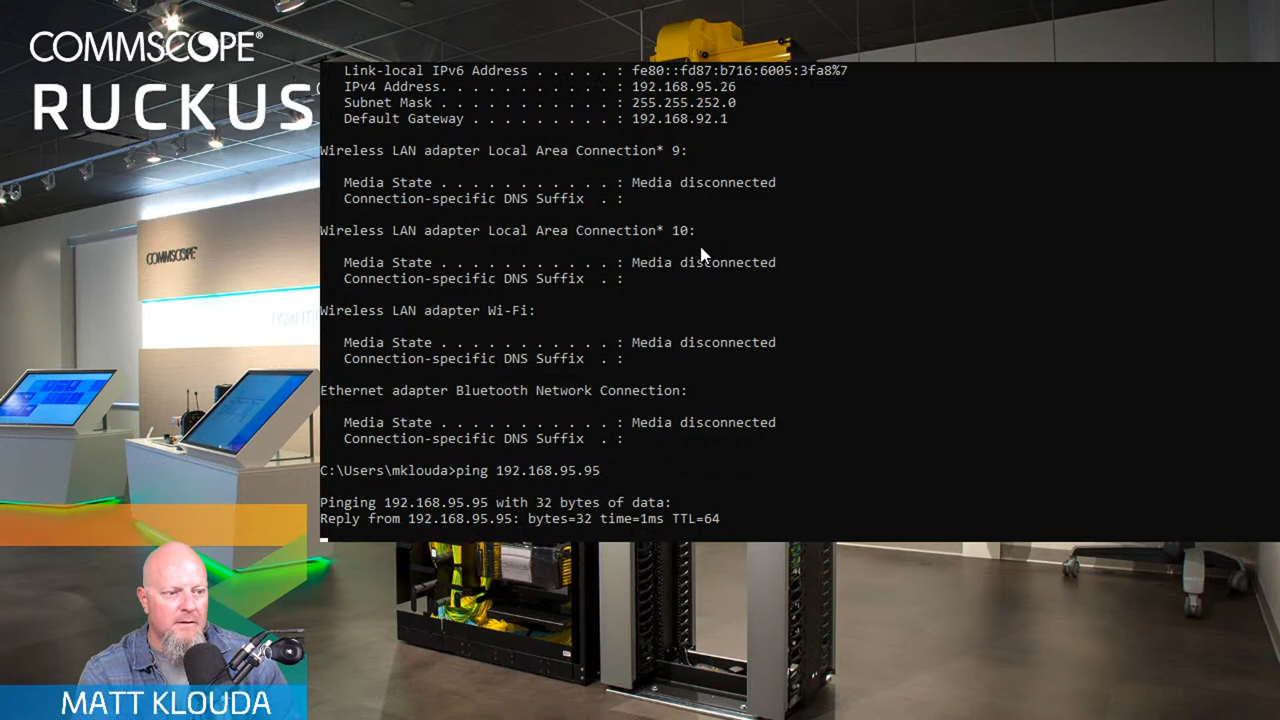 COMMSCOPE®
RUCKUS
COMMSCOPE
Link-local IPv6 Address . . . . . : fe80::fd87:b716:6005:3fa8%7
IPv4 Address. . . . . . . . . . . : 192.168.95.26
Subnet Mask . . . . . . . . . . . : 255.255.252.0
Default Gateway . . . . . . . . . : 192.168.92.1
Wireless LAN adapter Local Area Connection* 9:
Media State . . . . . . . . . . . : Media disconnected
Connection-specific DNS Suffix  . :
Wireless LAN adapter Local Area Connection* 10:
Media State . . . . . . . . . . . : Media disconnected
Connection-specific DNS Suffix  . :
Wireless LAN adapter Wi-Fi:
Media State . . . . . . . . . . . : Media disconnected
Connection-specific DNS Suffix  . :
Ethernet adapter Bluetooth Network Connection:
Media State . . . . . . . . . . . : Media disconnected
Connection-specific DNS Suffix  . :
C:\Users\mklouda>ping 192.168.95.95
Pinging 192.168.95.95 with 32 bytes of data:
Reply from 192.168.95.95: bytes=32 time=1ms TTL=64
MATT KLOUDA